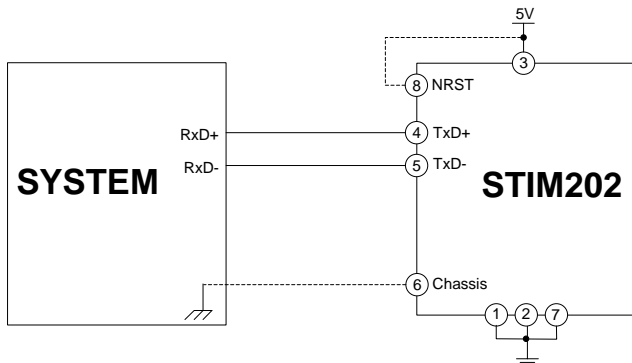 5V
3
8 NRST
RxD+ 4 TxD+
RxD- 5 TxD-
SYSTEM STIM202
6 Chassis
1 2 7